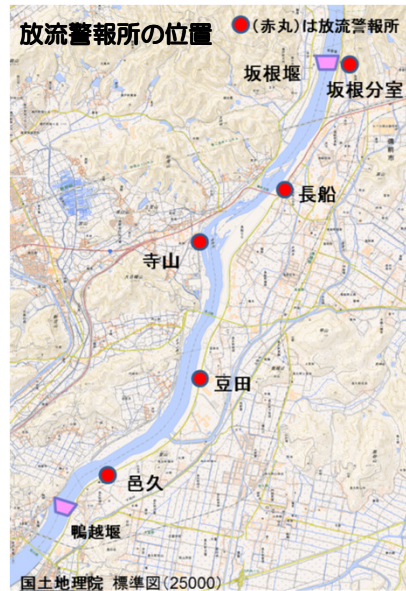 放流警報所の位置
(赤丸)は放流警報所
坂根堰
坂根分室
長船
寺山
豆田
邑久
鴨越堰
国土地理院 標準図(25000)